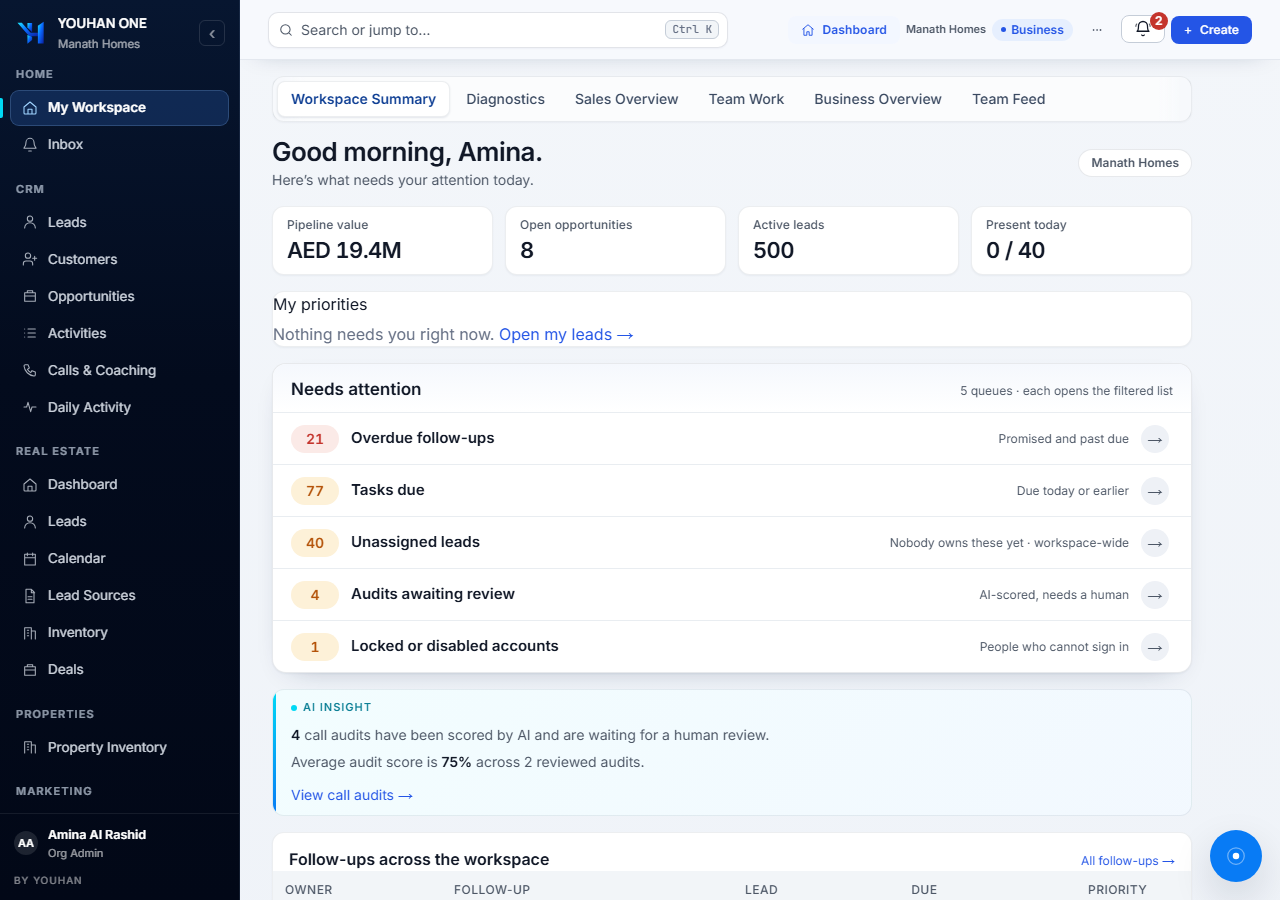 YOUHAN ONE
Manath Homes
HOME
My Workspace
Inbox
CRM
Leads
Customers
Opportunities
Activities
Calls & Coaching
Daily Activity
REAL ESTATE
Dashboard
Leads
Calendar
Lead Sources
Inventory
Deals
PROPERTIES
Property Inventory
MARKETING
AA
Amina Al Rashid
Org Admin
BY YOUHAN
Search or jump to...
Ctrl K
Dashboard
Manath Homes
Business
...
2
+ Create
Workspace Summary
Diagnostics
Sales Overview
Team Work
Business Overview
Team Feed
Good morning, Amina.
Here's what needs your attention today.
Manath Homes
Pipeline value
AED 19.4M
Open opportunities
8
Active leads
500
Present today
0 / 40
My priorities
Nothing needs you right now. Open my leads →
Needs attention
5 queues · each opens the filtered list
21 Overdue follow-ups Promised and past due →
77 Tasks due Due today or earlier →
40 Unassigned leads Nobody owns these yet · workspace-wide →
4 Audits awaiting review AI-scored, needs a human →
1 Locked or disabled accounts People who cannot sign in →
AI INSIGHT
4 call audits have been scored by AI and are waiting for a human review.
Average audit score is 75% across 2 reviewed audits.
View call audits →
Follow-ups across the workspace
All follow-ups →
OWNER FOLLOW-UP LEAD DUE PRIORITY